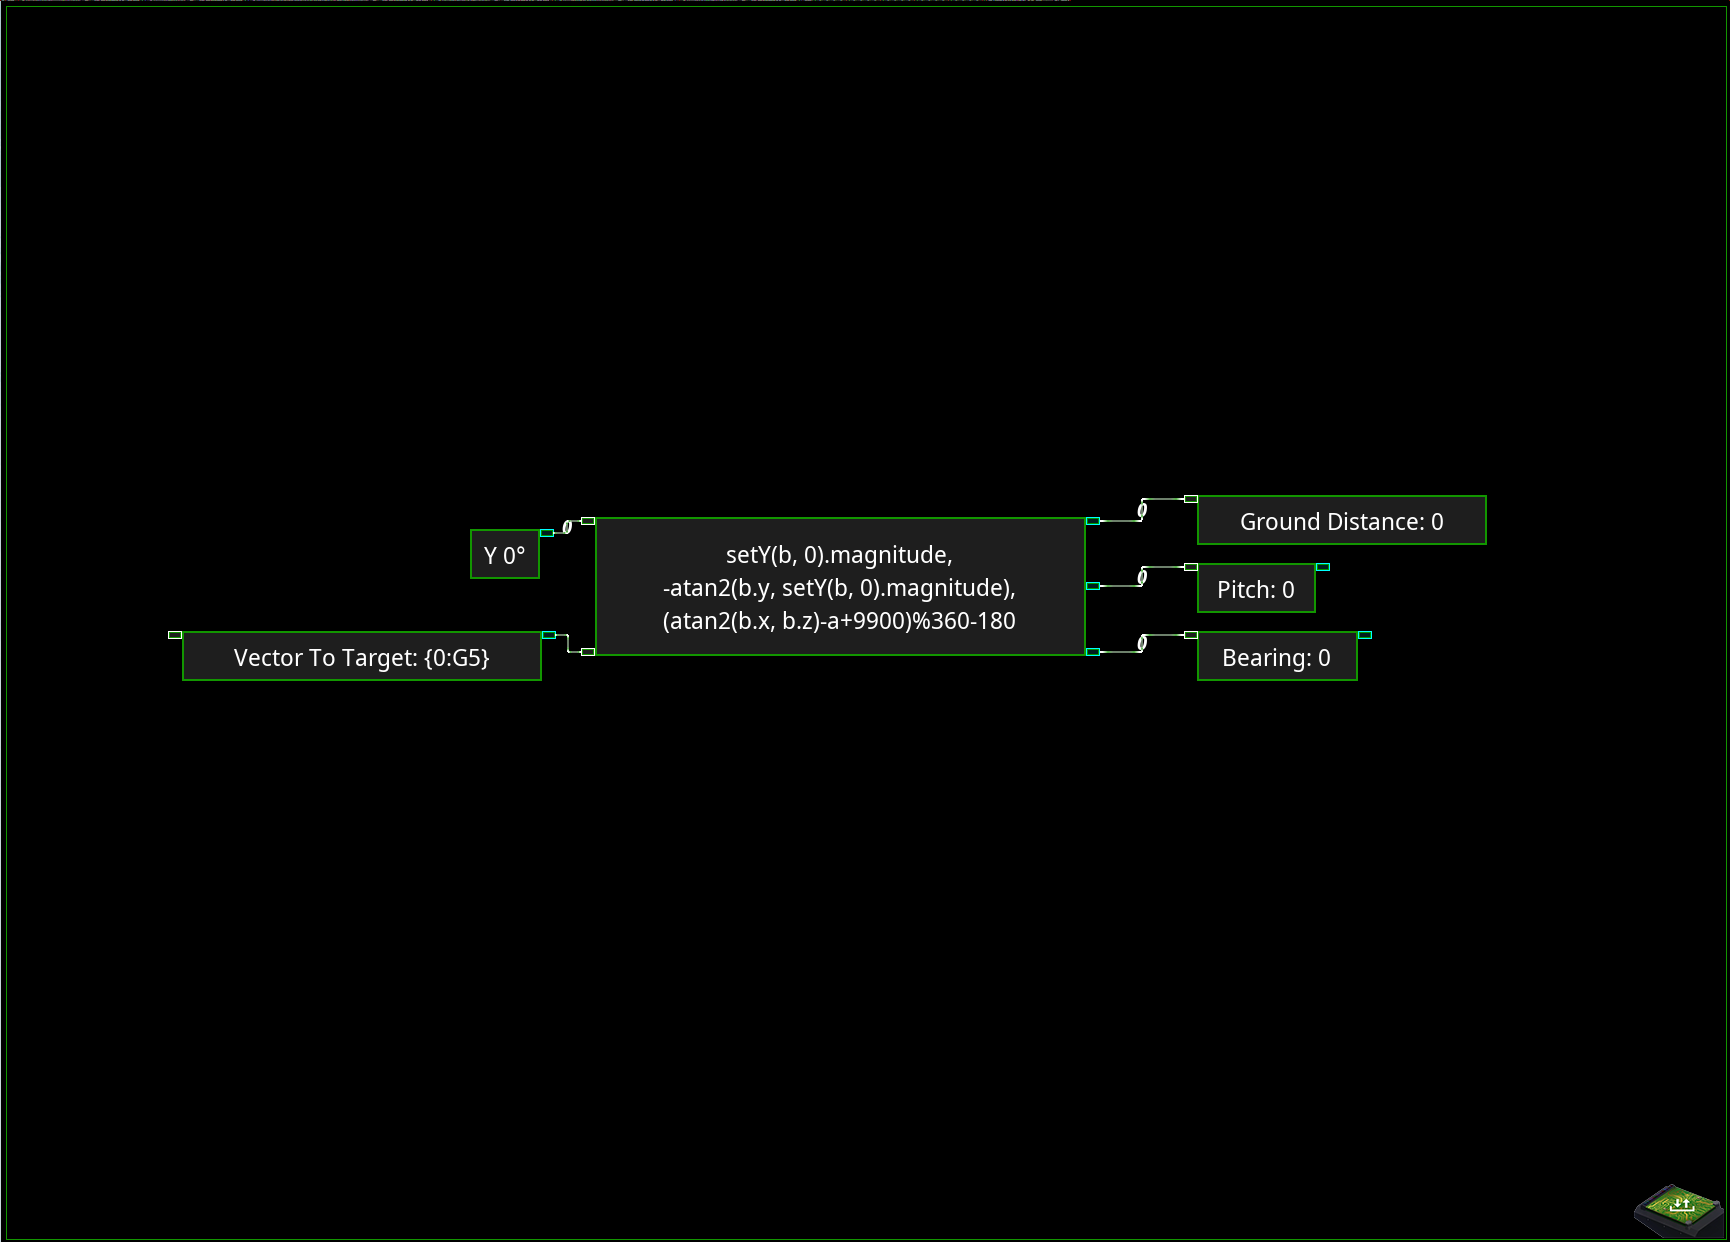 Y 0°
0
Vector To Target: {0:G5}
setY(b, 0).magnitude,
-atan2(b.y, setY(b, 0).magnitude),
(atan2(b.x, b.z)-a+9900)%360-180
0
Ground Distance: 0
0
Pitch: 0
0
Bearing: 0